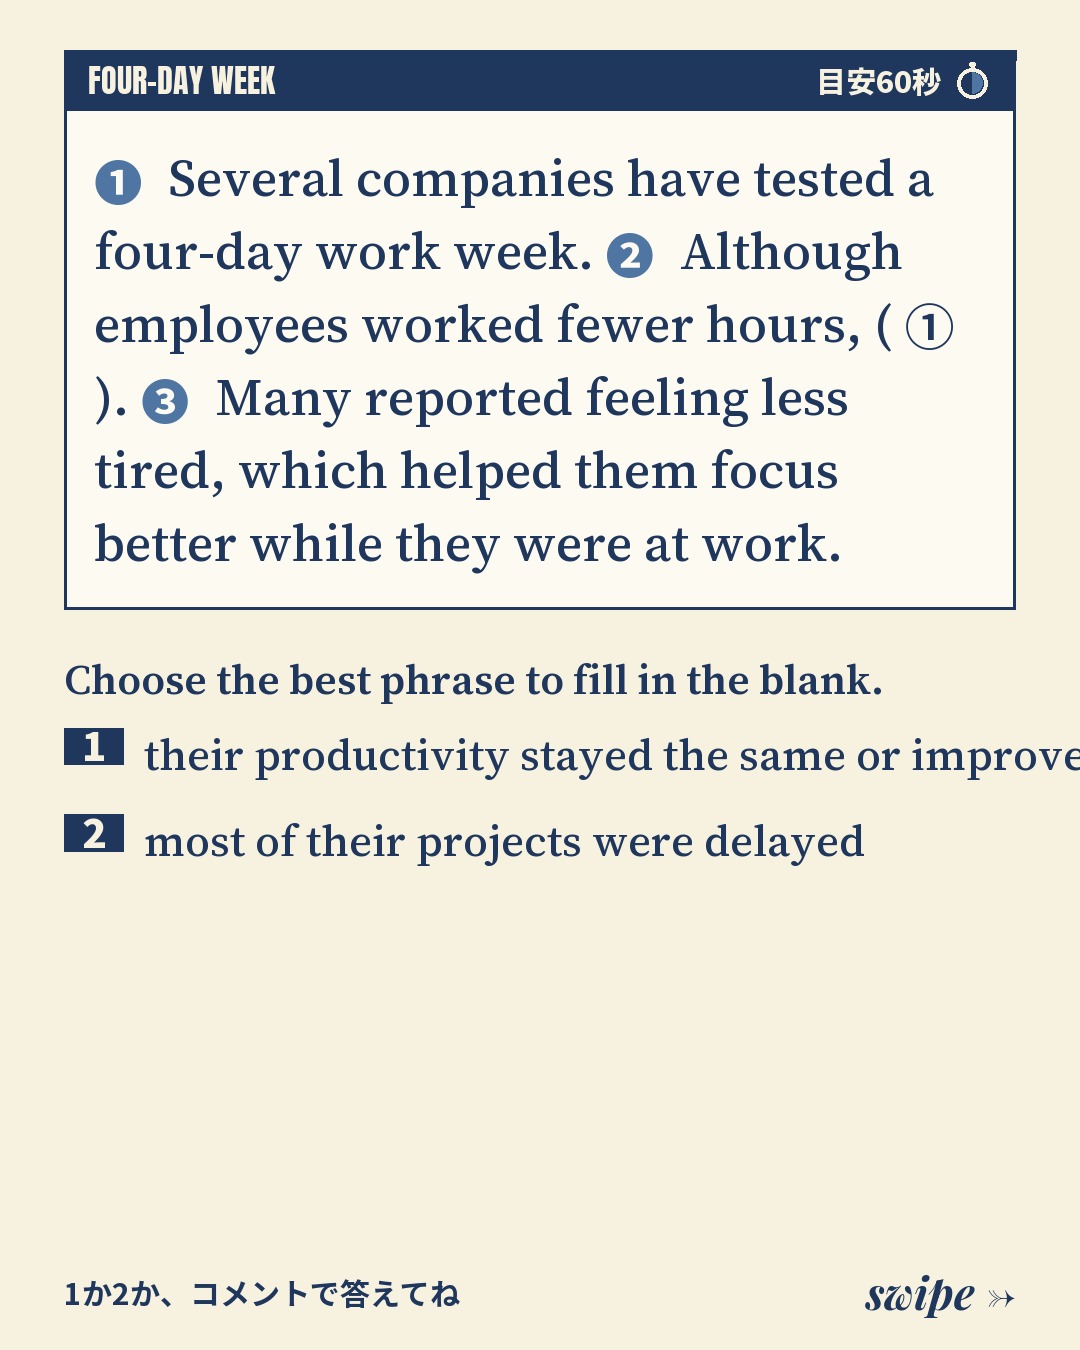 FOUR-DAY WEEK 目安60秒
❶ Several companies have tested a
four-day work week. ❷ Although
employees worked fewer hours, ( ①
). ❸ Many reported feeling less
tired, which helped them focus
better while they were at work.
Choose the best phrase to fill in the blank.
1 their productivity stayed the same or improve
2 most of their projects were delayed
1か2か、コメントで答えてね
swipe